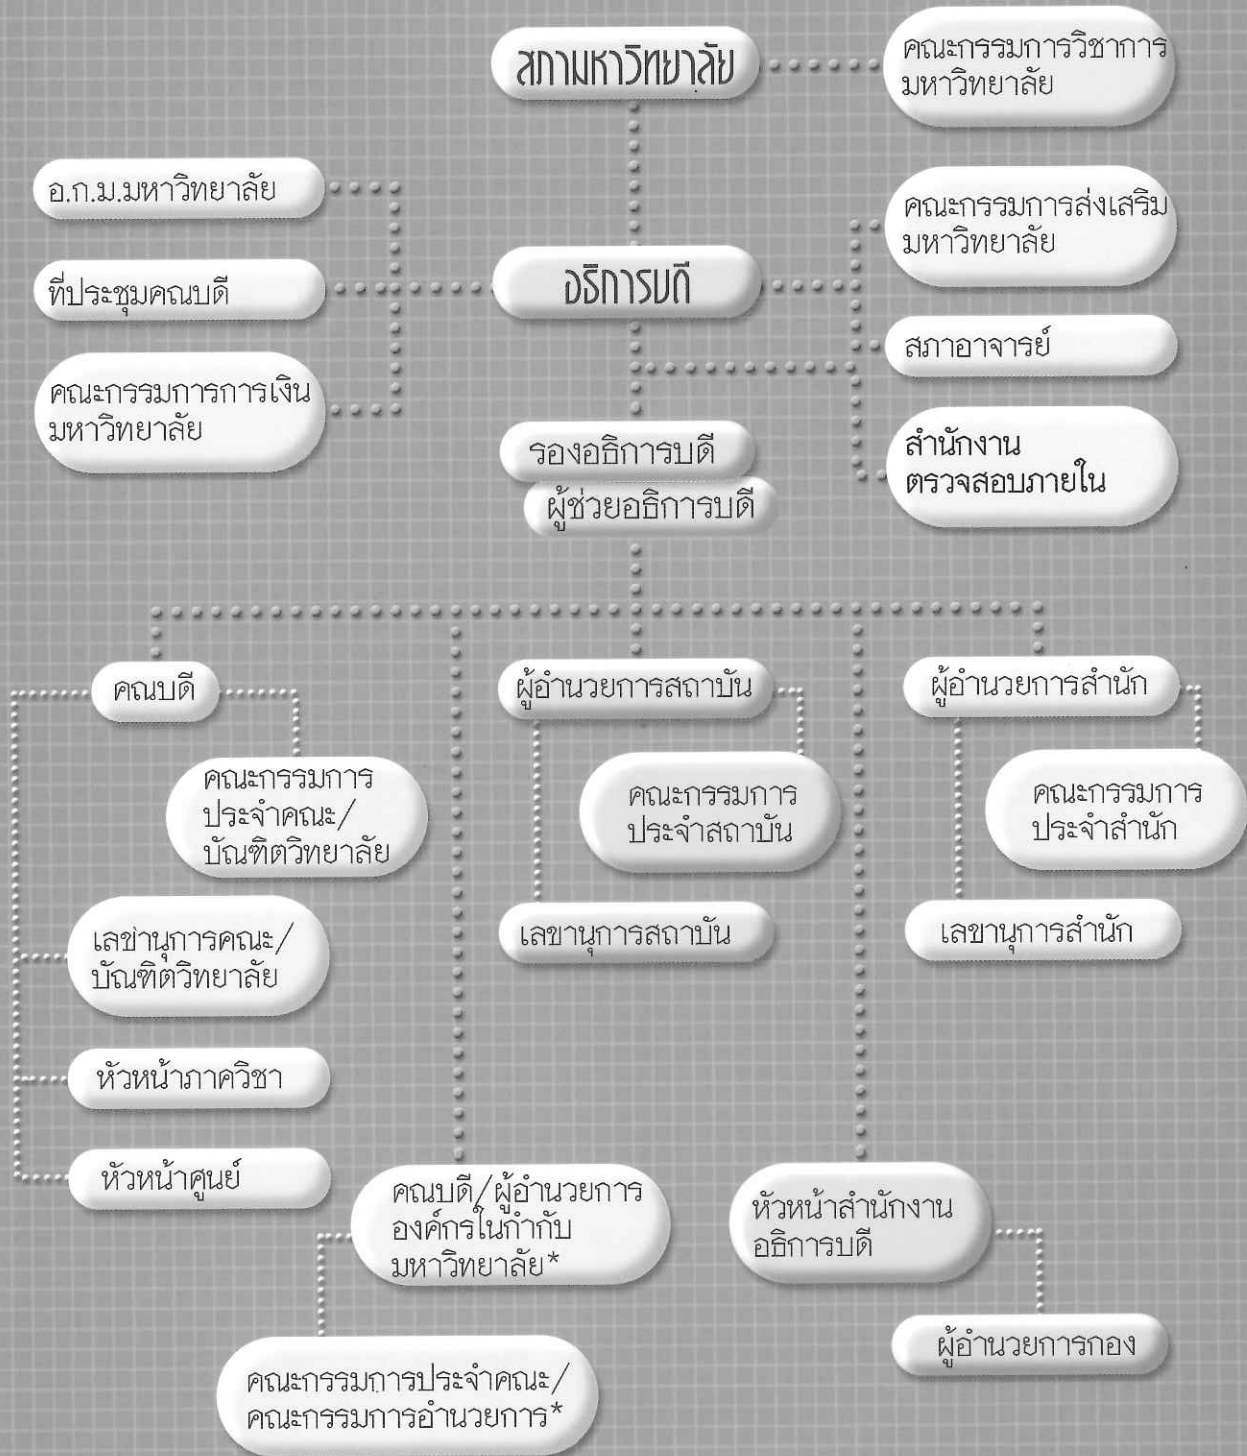 สภามหาวิทยาลัย
คณะกรรมการวิชาการ
มหาวิทยาลัย
อ.ก.ม.มหาวิทยาลัย
คณะกรรมการส่งเสริม
มหาวิทยาลัย
ที่ประชุมคณบดี
อธิการบดี
สภาอาจารย์
คณะกรรมการการเงิน
มหาวิทยาลัย
รองอธิการบดี
ผู้ช่วยอธิการบดี
สำนักงาน
ตรวจสอบภายใน
คณบดี
ผู้อำนวยการสถาบัน
ผู้อำนวยการสำนัก
คณะกรรมการ
ประจำคณะ/
บัณฑิตวิทยาลัย
คณะกรรมการ
ประจำสถาบัน
คณะกรรมการ
ประจำสำนัก
เลขานุการคณะ/
บัณฑิตวิทยาลัย
เลขานุการสถาบัน
เลขานุการสำนัก
หัวหน้าภาควิชา
หัวหน้าศูนย์
คณบดี/ผู้อำนวยการ
องค์กรในกำกับ
มหาวิทยาลัย*
หัวหน้าสำนักงาน
อธิการบดี
ผู้อำนวยการกอง
คณะกรรมการประจำคณะ/
คณะกรรมการอำนวยการ*